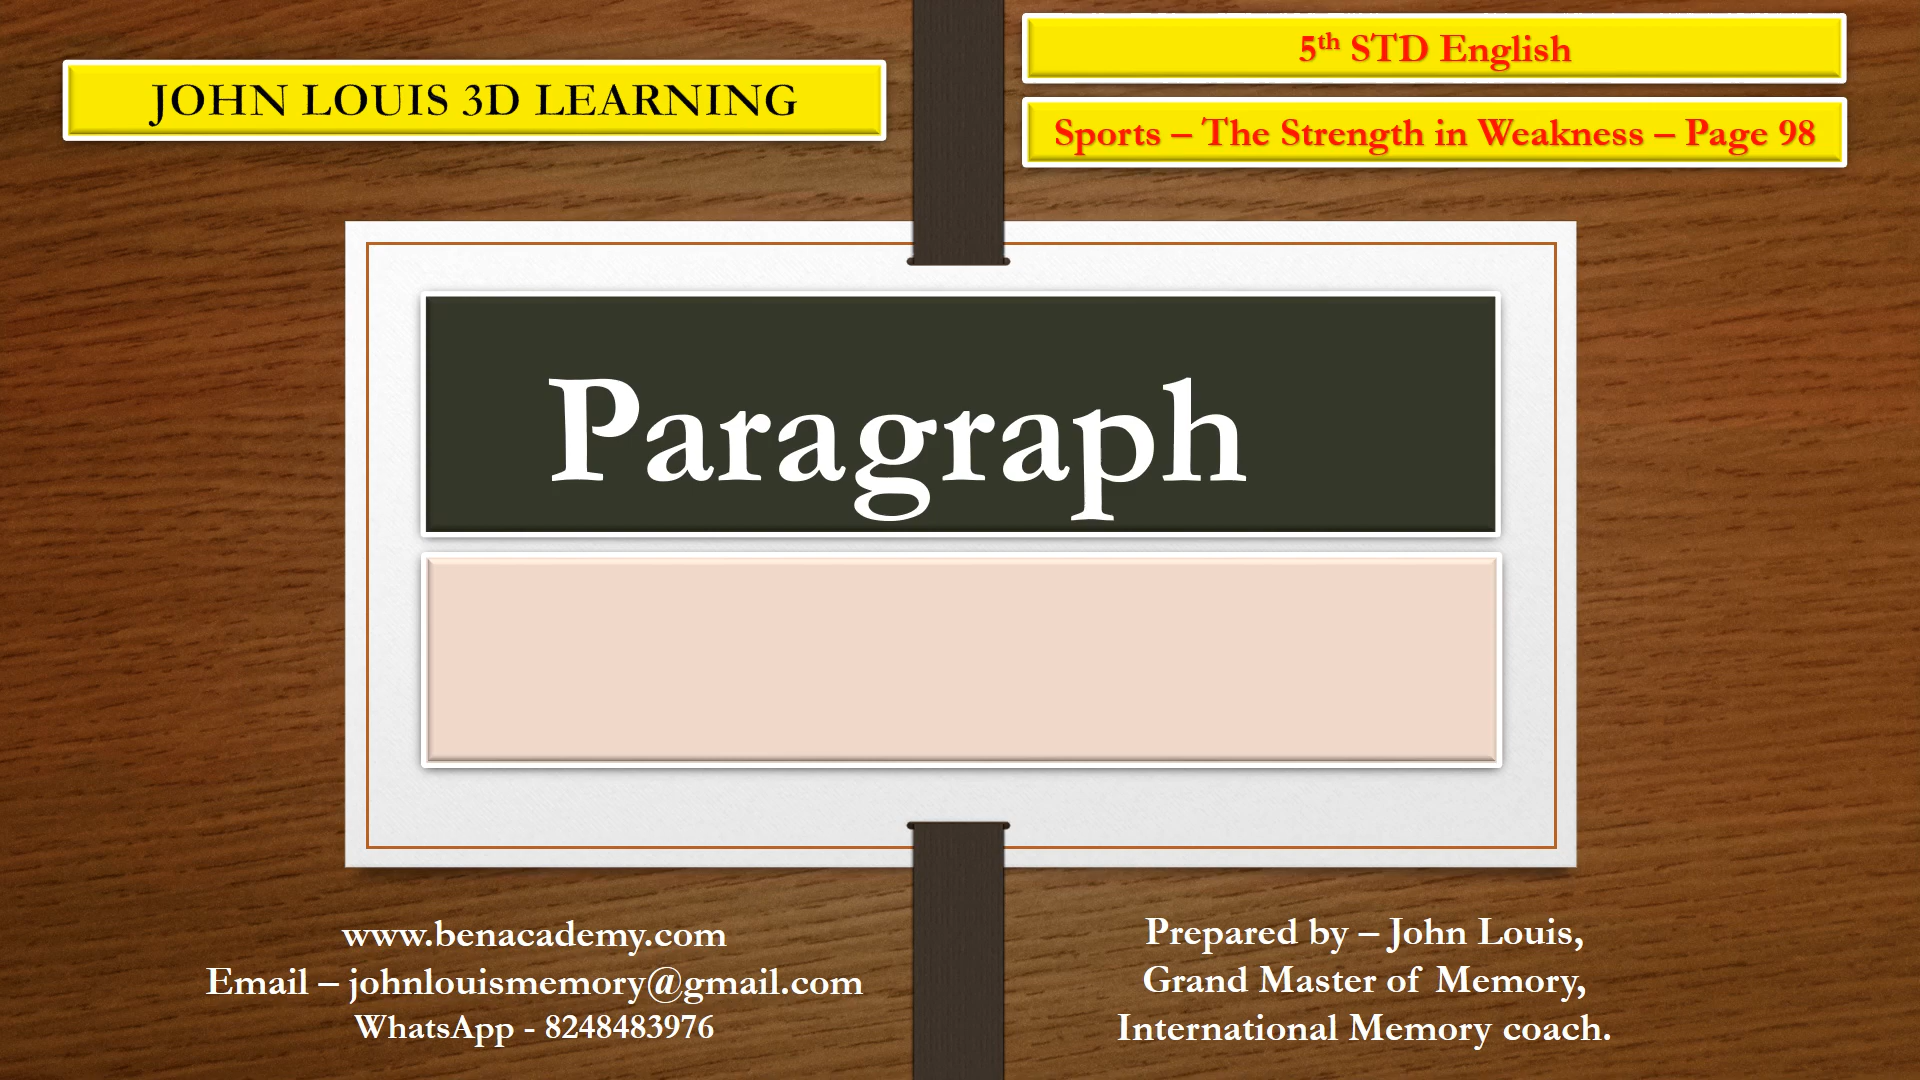 JOHN LOUIS 3D LEARNING
5th STD English
Sports – The Strength in Weakness – Page 98
Paragraph
www.benacademy.com
Email – johnlouismemory@gmail.com
WhatsApp - 8248483976
Prepared by – John Louis,
Grand Master of Memory,
International Memory coach.